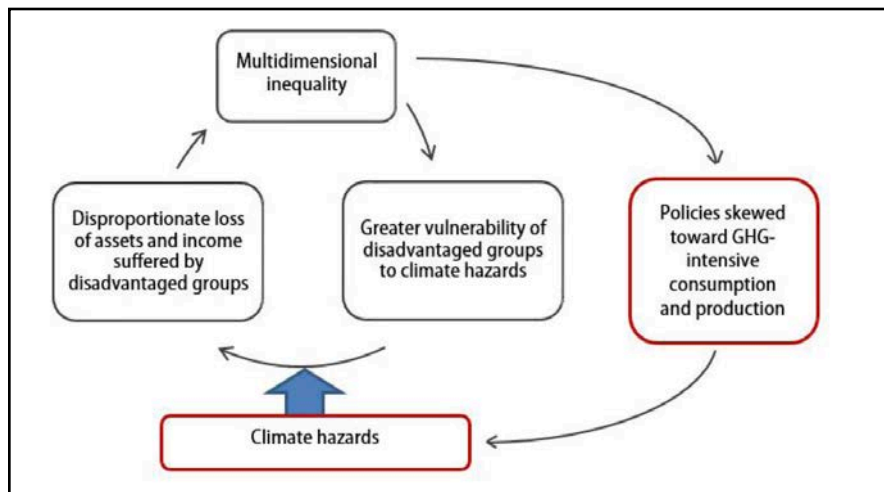 Multidimensional
inequality
Disproportionate loss
of assets and income
suffered by
disadvantaged groups
Greater vulnerability of
disadvantaged groups
to climate hazards
Policies skewed
toward GHG-
intensive
consumption
and production
Climate hazards